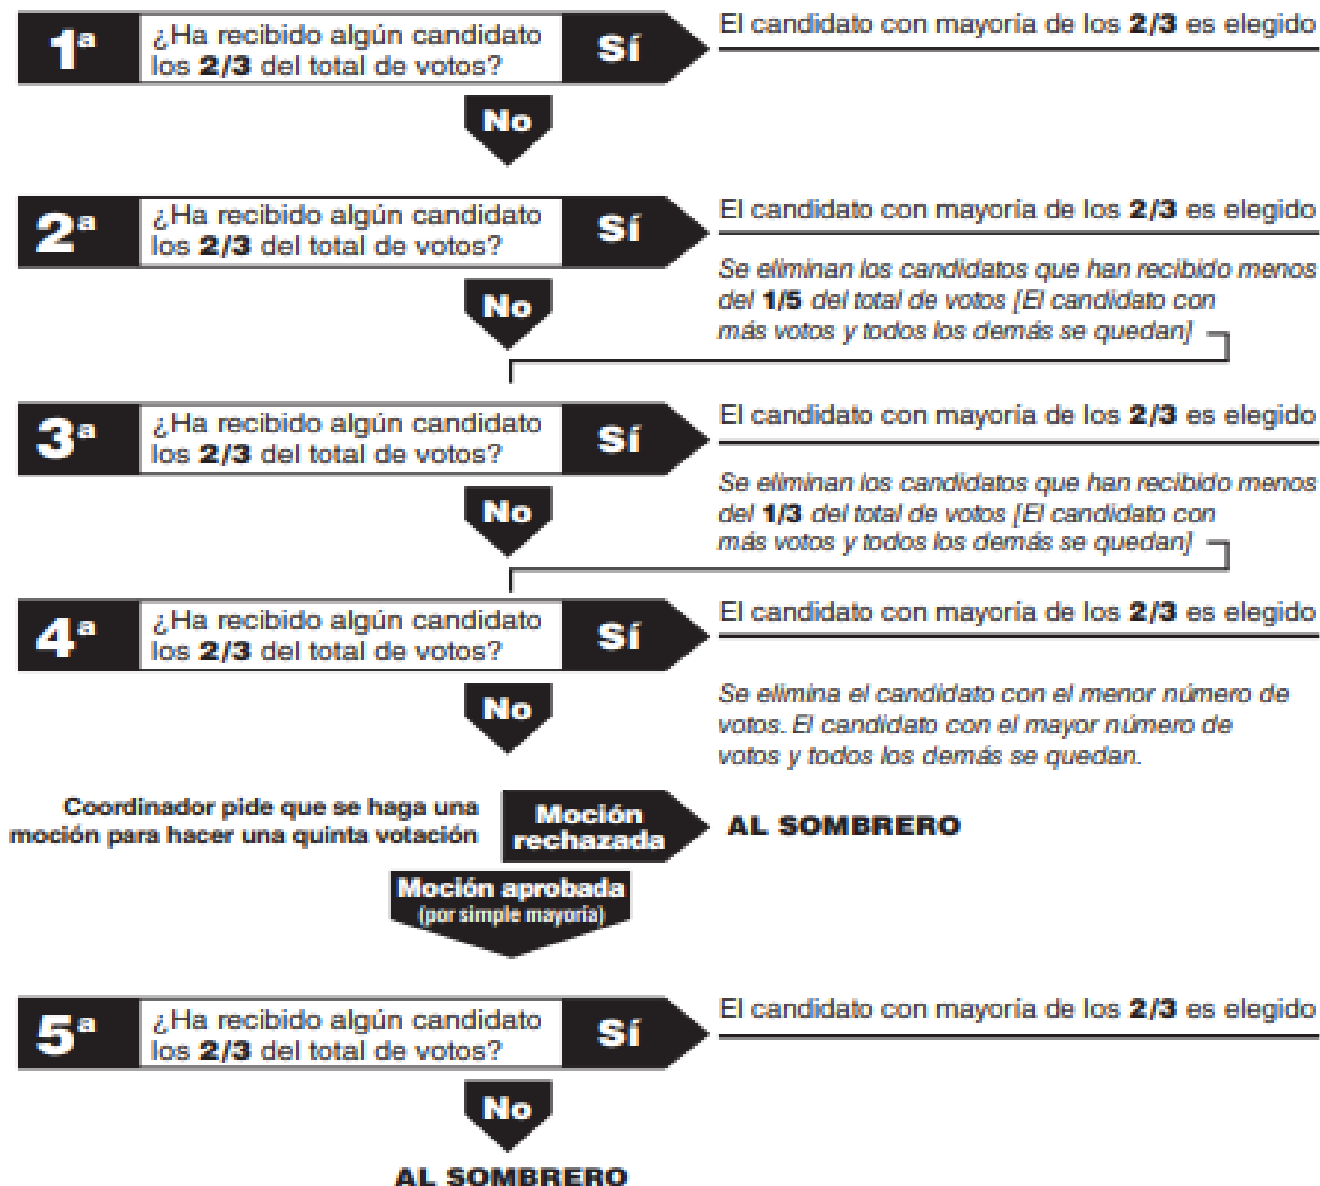 1ª
¿Ha recibido algún candidato
los 2/3 del total de votos?
Sí
El candidato con mayoría de los 2/3 es elegido
No
2ª
¿Ha recibido algún candidato
los 2/3 del total de votos?
Sí
El candidato con mayoría de los 2/3 es elegido
No
Se eliminan los candidatos que han recibido menos
del 1/5 del total de votos [El candidato con
más votos y todos los demás se quedan]
3ª
¿Ha recibido algún candidato
los 2/3 del total de votos?
Sí
El candidato con mayoría de los 2/3 es elegido
No
Se eliminan los candidatos que han recibido menos
del 1/3 del total de votos [El candidato con
más votos y todos los demás se quedan]
4ª
¿Ha recibido algún candidato
los 2/3 del total de votos?
Sí
El candidato con mayoría de los 2/3 es elegido
No
Se elimina el candidato con el menor número de
votos. El candidato con el mayor número de
votos y todos los demás se quedan.
Coordinador pide que se haga una
moción para hacer una quinta votación
Moción
rechazada
AL SOMBRERO
Moción aprobada
(por simple mayoría)
5ª
¿Ha recibido algún candidato
los 2/3 del total de votos?
Sí
El candidato con mayoría de los 2/3 es elegido
No
AL SOMBRERO